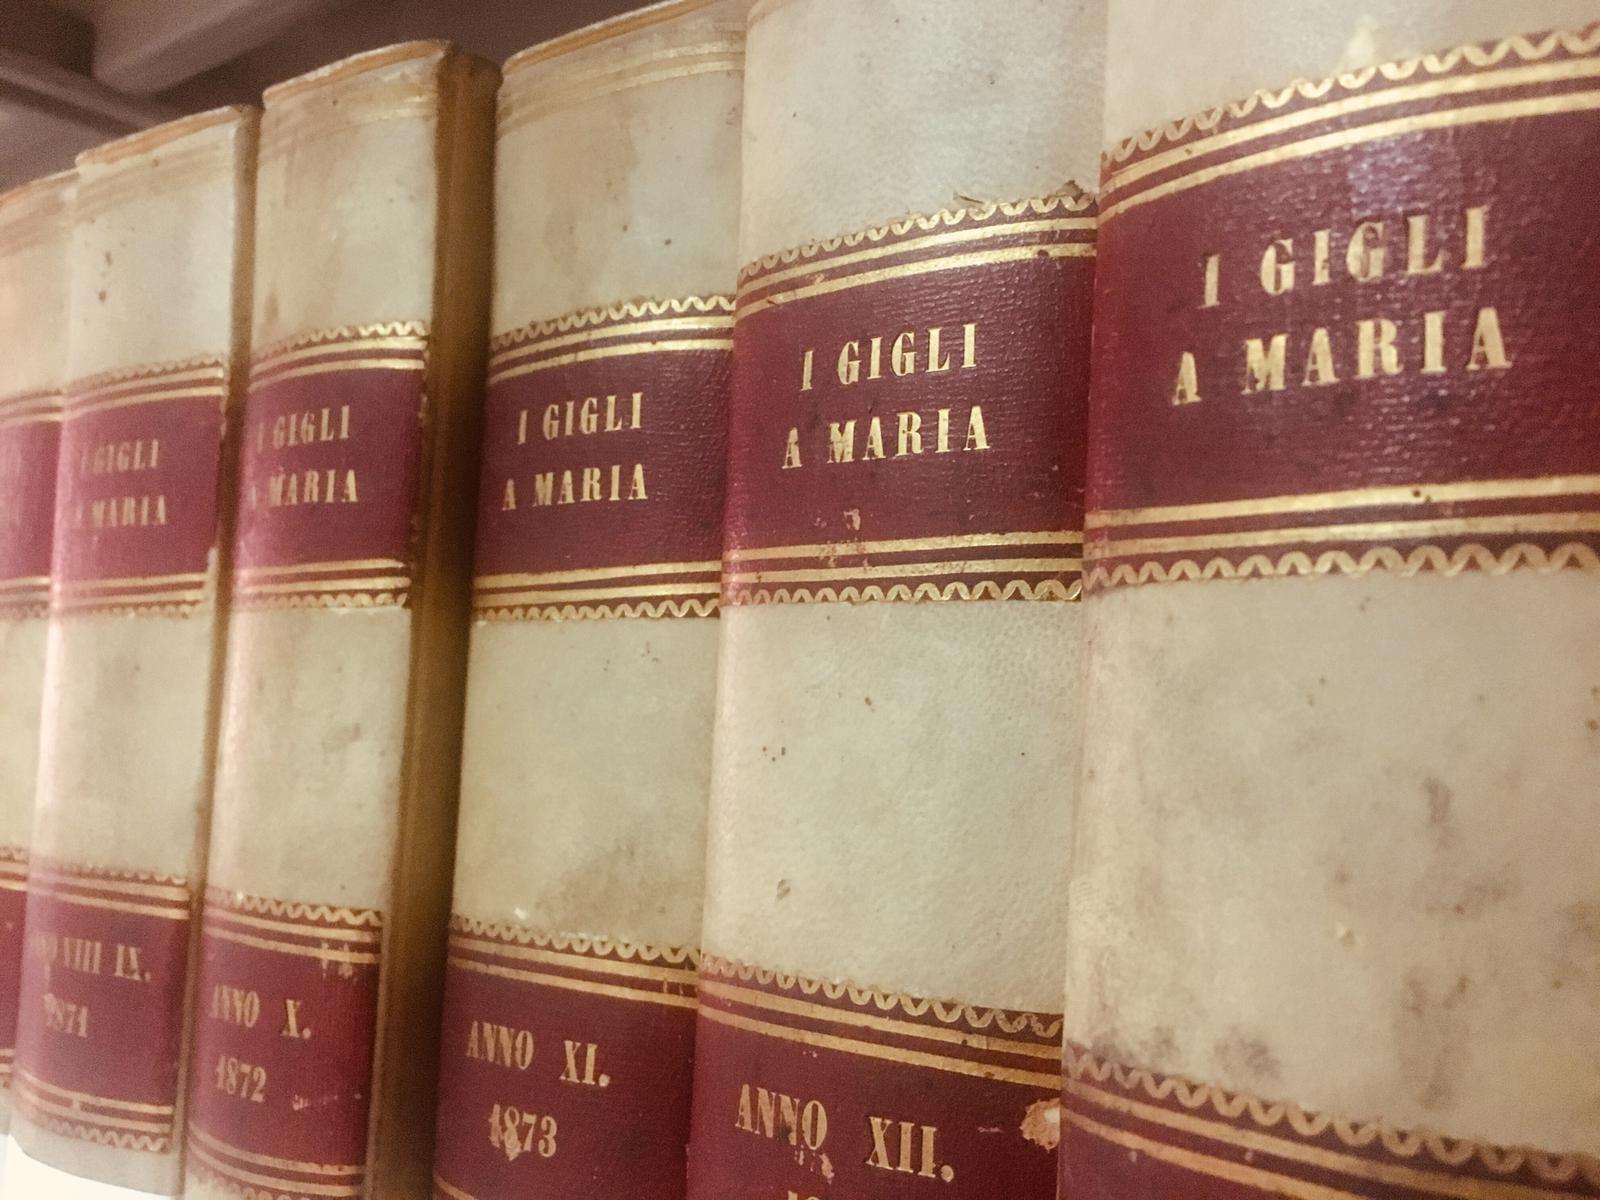 GIGLI
MARIA
VIII IX.
1871
I GIGLI
A MARIA
ANNO X.
1872
I GIGLI
A MARIA
ANNO XI.
1873
I GIGLI
A MARIA
ANNO XII.
I GIGLI
A MARIA